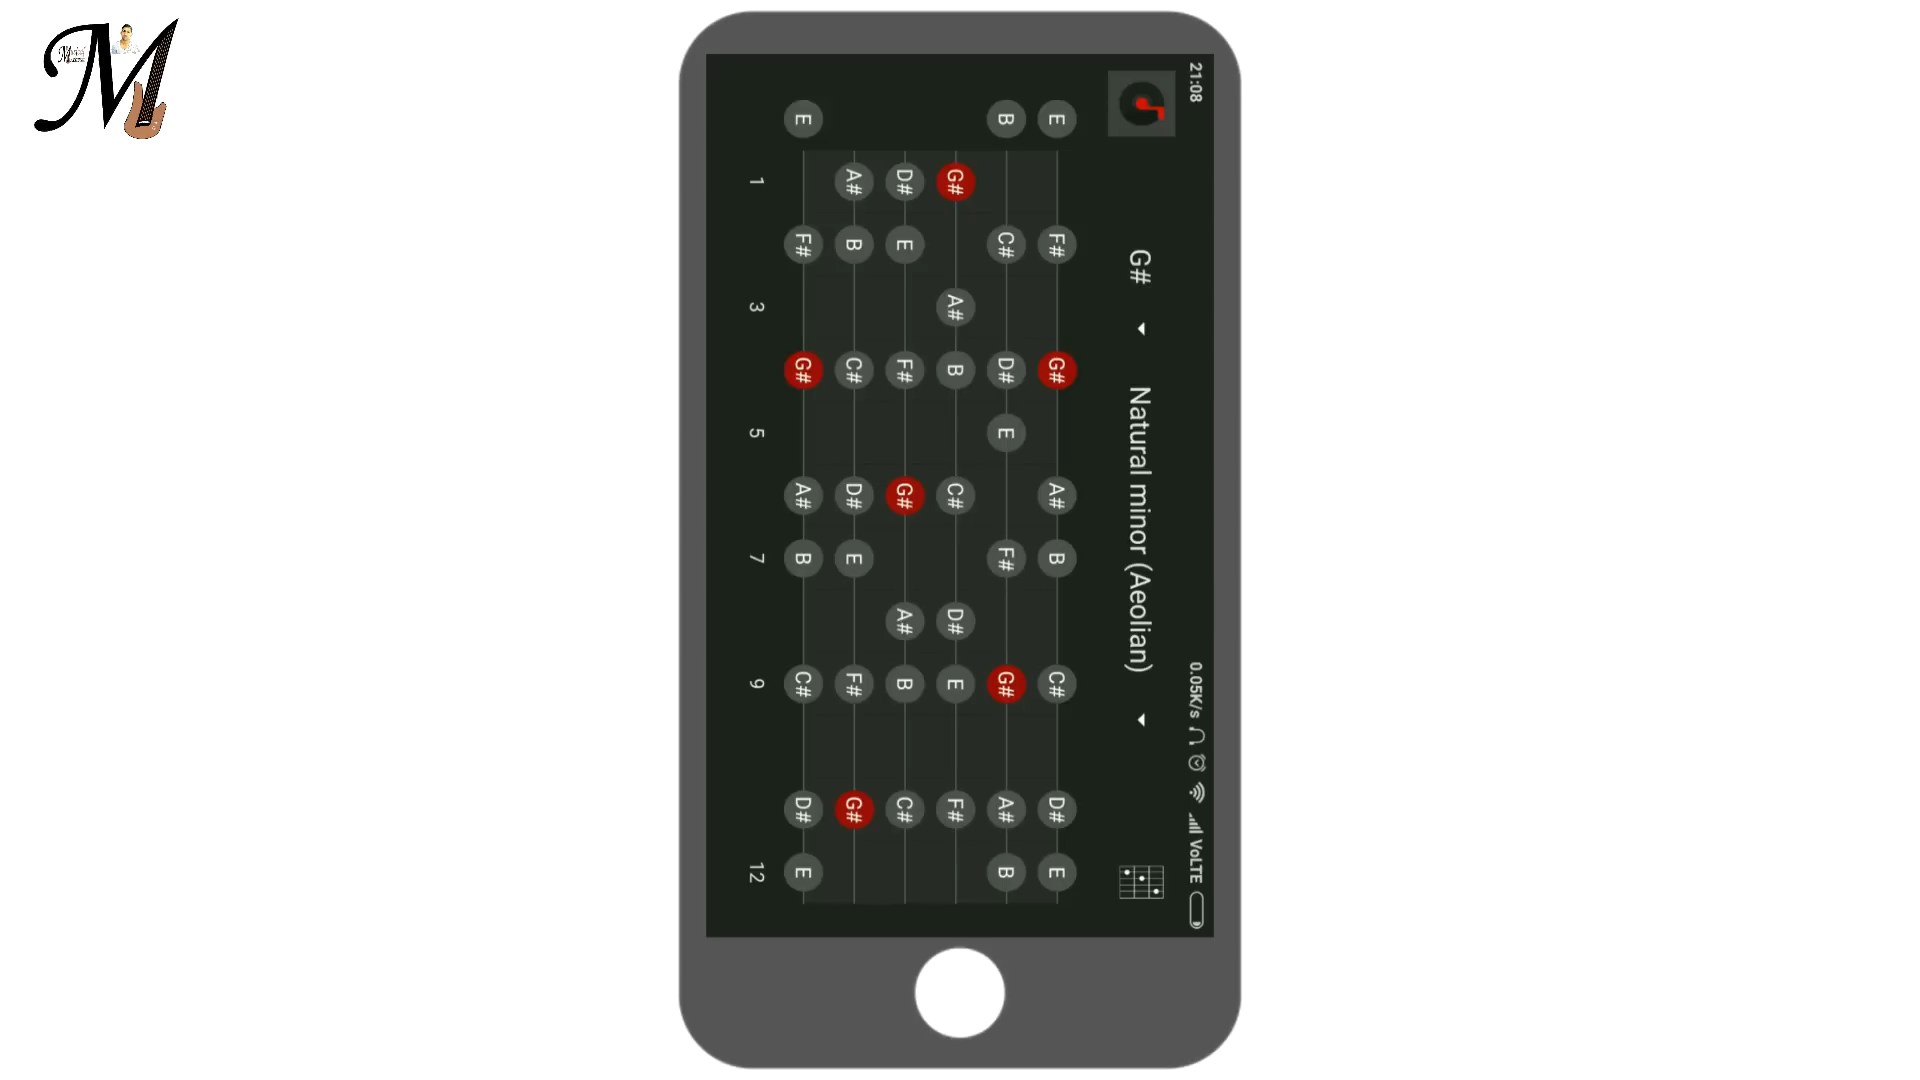 21:08 0.05K/s VoLTE
G# Natural minor (Aeolian)
E F# G# A# B C# D# E
B C# D# E F# G# A# B
G# A# B C# D# E F#
D# E F# G# A# B C#
A# B C# D# E F# G#
E F# G# A# B C# D# E
1 3 5 7 9 12
M